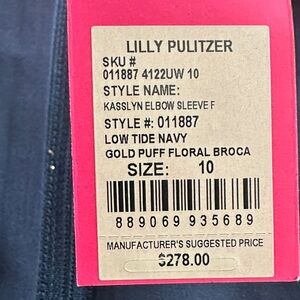 LILLY PULITZER
SKU #
011887 4122UW 10
STYLE NAME:
KASSLYN ELBOW SLEEVE F
STYLE #: 011887
LOW TIDE NAVY
GOLD PUFF FLORAL BROCA
SIZE: 10
889069 935689
MANUFACTURER'S SUGGESTED PRICE
$278.00